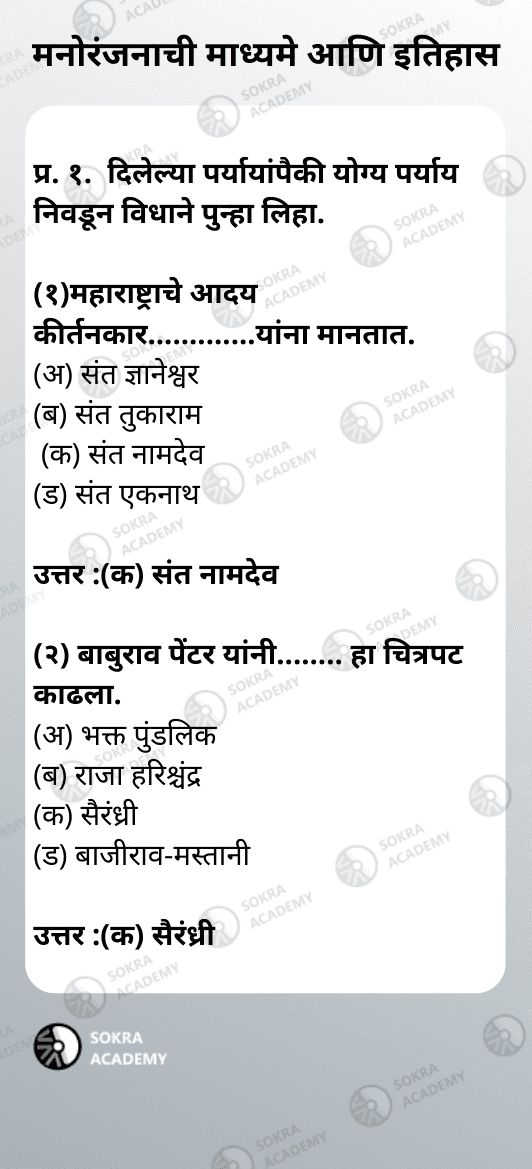 मनोरंजनाची माध्यमे आणि इतिहास
प्र. १. दिलेल्या पर्यायांपैकी योग्य पर्याय
निवडून विधाने पुन्हा लिहा.
(१)महाराष्ट्राचे आदय
कीर्तनकार.............यांना मानतात.
(अ) संत ज्ञानेश्वर
(ब) संत तुकाराम
(क) संत नामदेव
(ड) संत एकनाथ
उत्तर :(क) संत नामदेव
(२) बाबुराव पेंटर यांनी........ हा चित्रपट
काढला.
(अ) भक्त पुंडलिक
(ब) राजा हरिश्चंद्र
(क) सैरंध्री
(ड) बाजीराव-मस्तानी
उत्तर :(क) सैरंध्री
SOKRA
ACADEMY